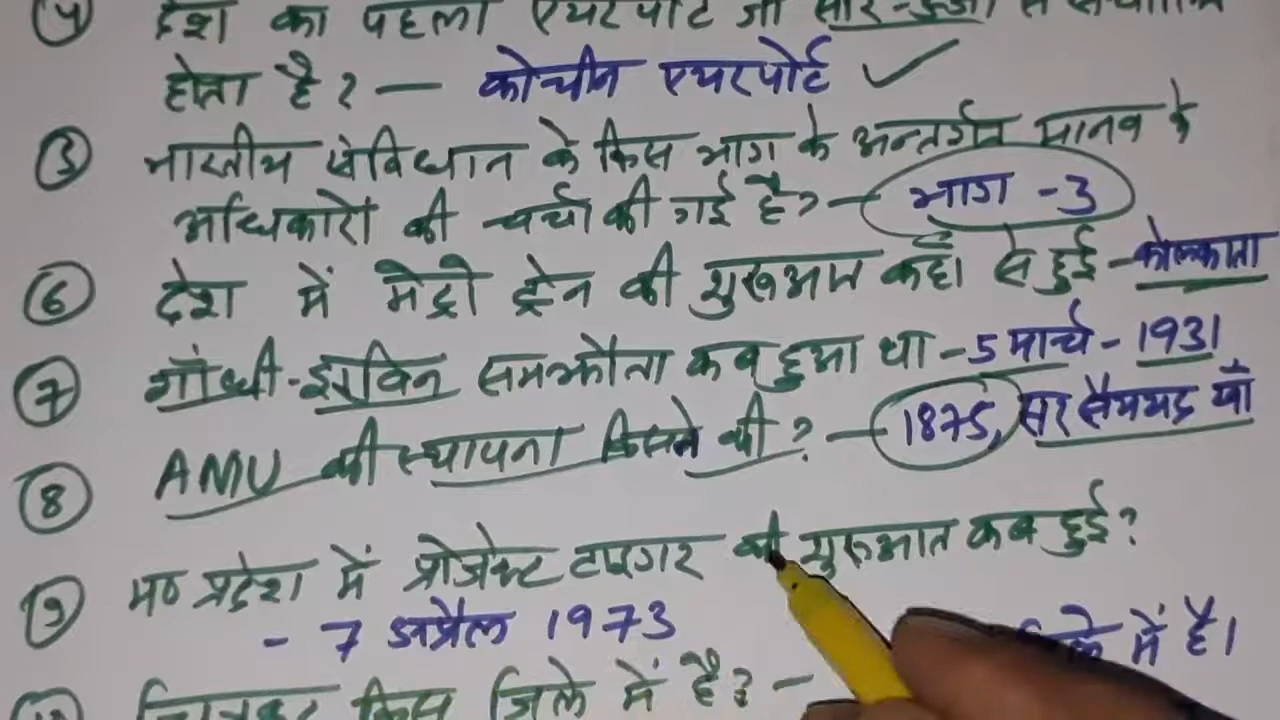 ④ देश का पहला एयरपोर्ट जो सौर-ऊर्जा से
होता है? — कोचीन एयरपोर्ट ✓
⑤ भारतीय संविधान के किस भाग के अन्तर्गत मानव के
अधिकारों की चर्चा की गई है? — भाग - 3
⑥ देश में मेट्रो ट्रेन की शुरूआत कहाँ से हुई - कोलकाता
⑦ गाँधी-इरविन समझौता कब हुआ था - 5 मार्च - 1931
⑧ AMU की स्थापना किसने की? — 1875, सर सैय्यद खाँ
⑨ म० प्रदेश में प्रोजेक्ट टाइगर की शुरूआत कब हुई?
- 7 अप्रैल 1973
में है।
किस जिले में है? —